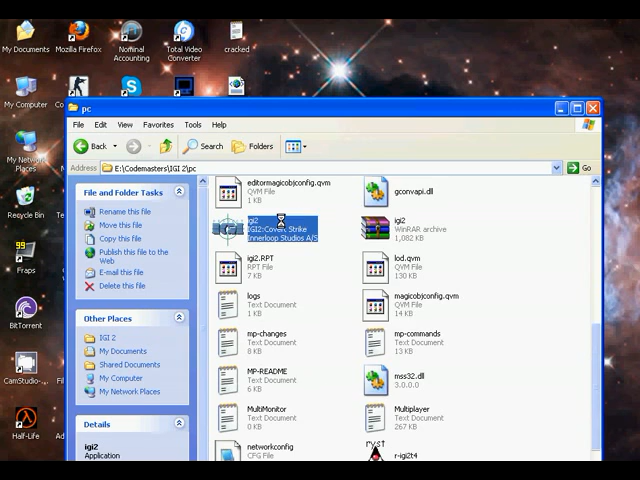 My Documents
Mozilla Firefox
Nominal
Accounting
Total Video
Converter
cracked
My Computer
My Network
Places
Recycle Bin
99
Fraps
BitTorrent
CamStudio-...
Half-Life
pc
File
Edit
View
Favorites
Tools
Help
Back
Search
Folders
Address
E:\Codemasters\IGI 2\pc
Go
File and Folder Tasks
Rename this file
Move this file
Copy this file
Publish this file to the
Web
E-mail this file
Delete this file
Other Places
IGI 2
My Documents
Shared Documents
My Computer
My Network Places
Details
igi2
Application
editormagicobjconfig.qvm
QVM File
1 KB
gconvapi.dll
igi2
IGI2:Covert Strike
Innerloop Studios A/S
igi2
WinRAR archive
1,082 KB
igi2.RPT
RPT File
7 KB
lod.qvm
QVM File
130 KB
logs
Text Document
1 KB
magicobjconfig.qvm
QVM File
14 KB
mp-changes
Text Document
8 KB
mp-commands
Text Document
13 KB
MP-README
Text Document
6 KB
mss32.dll
3.0.0.0
MultiMonitor
Text Document
0 KB
Multiplayer
Text Document
267 KB
networkconfig
CFG File
r-igi2t4